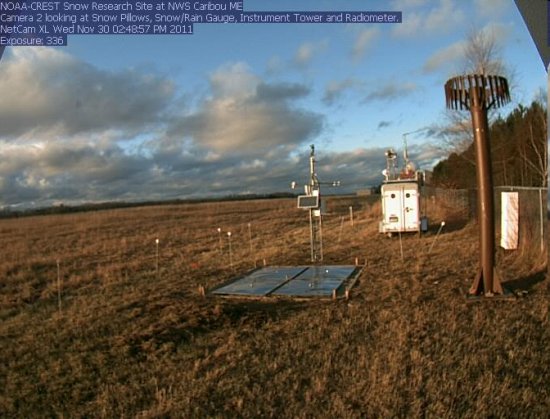 NOAA-CREST Snow Research Site at NWS Caribou ME
Camera 2 looking at Snow Pillows, Snow/Rain Gauge, Instrument Tower and Radiometer.
NetCam XL Wed Nov 30 02:48:57 PM 2011
Exposure: 336